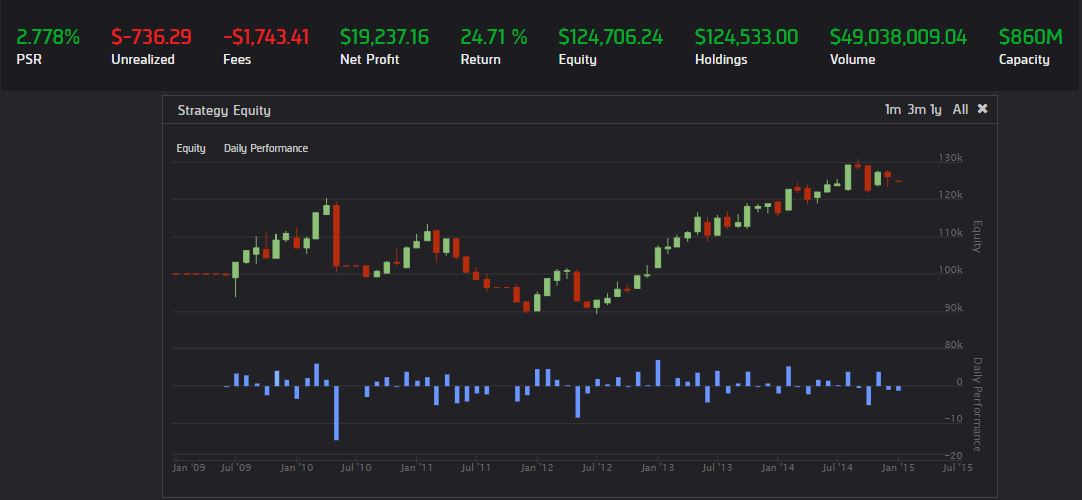 2.778% $-736.29 -$1,743.41 $19,237.16 24.71 % $124,706.24 $124,533.00 $49,038,009.04 $860M
PSR Unrealized Fees Net Profit Return Equity Holdings Volume Capacity
Strategy Equity 1m 3m 1y All ✖
Equity Daily Performance
130k
120k
110k
Equity
100k
90k
80k
Daily Performance
0
-10
-20
Jan '09 Jul '09 Jan '10 Jul '10 Jan '11 Jul '11 Jan '12 Jul '12 Jan '13 Jul '13 Jan '14 Jul '14 Jan '15 Jul '15